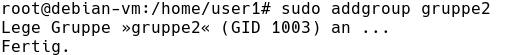 root@debian-vm:/home/user1# sudo addgroup gruppe2
Lege Gruppe »gruppe2« (GID 1003) an ...
Fertig.